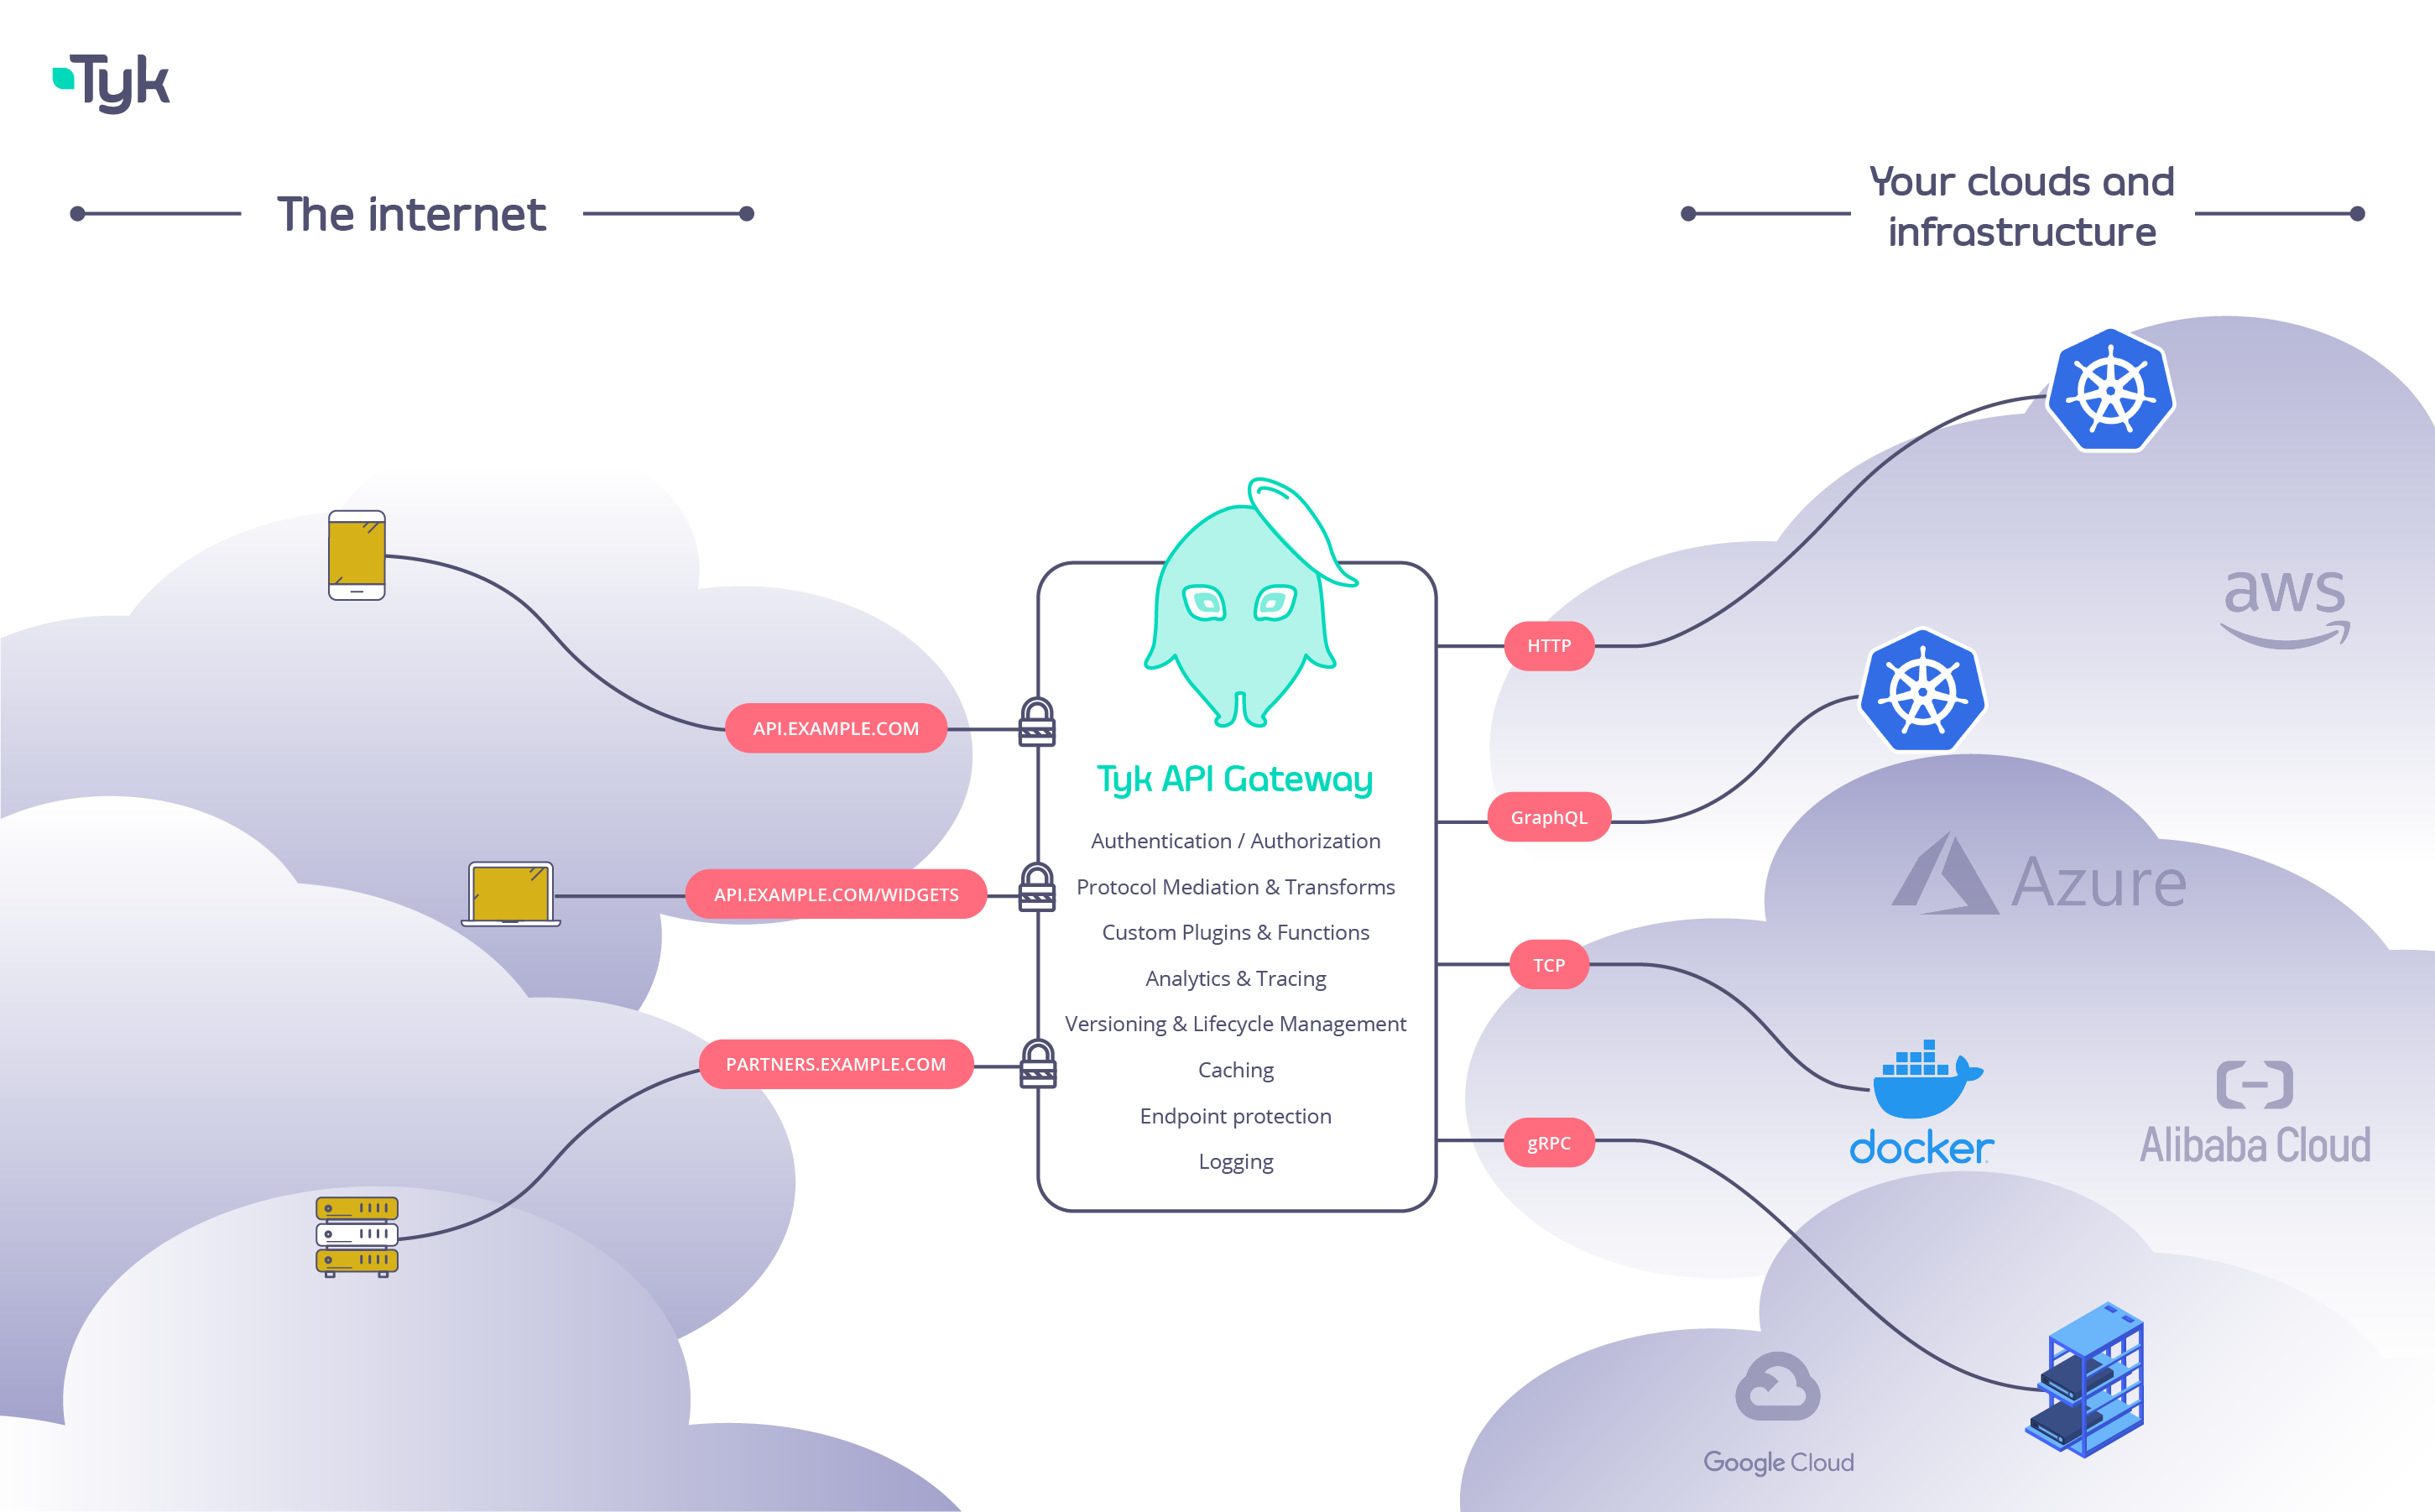 Tyk
The internet
Your clouds and
infrastructure
API.EXAMPLE.COM
API.EXAMPLE.COM/WIDGETS
PARTNERS.EXAMPLE.COM
Tyk API Gateway
Authentication / Authorization
Protocol Mediation & Transforms
Custom Plugins & Functions
Analytics & Tracing
Versioning & Lifecycle Management
Caching
Endpoint protection
Logging
HTTP
GraphQL
TCP
gRPC
aws
Azure
docker
Alibaba Cloud
Google Cloud